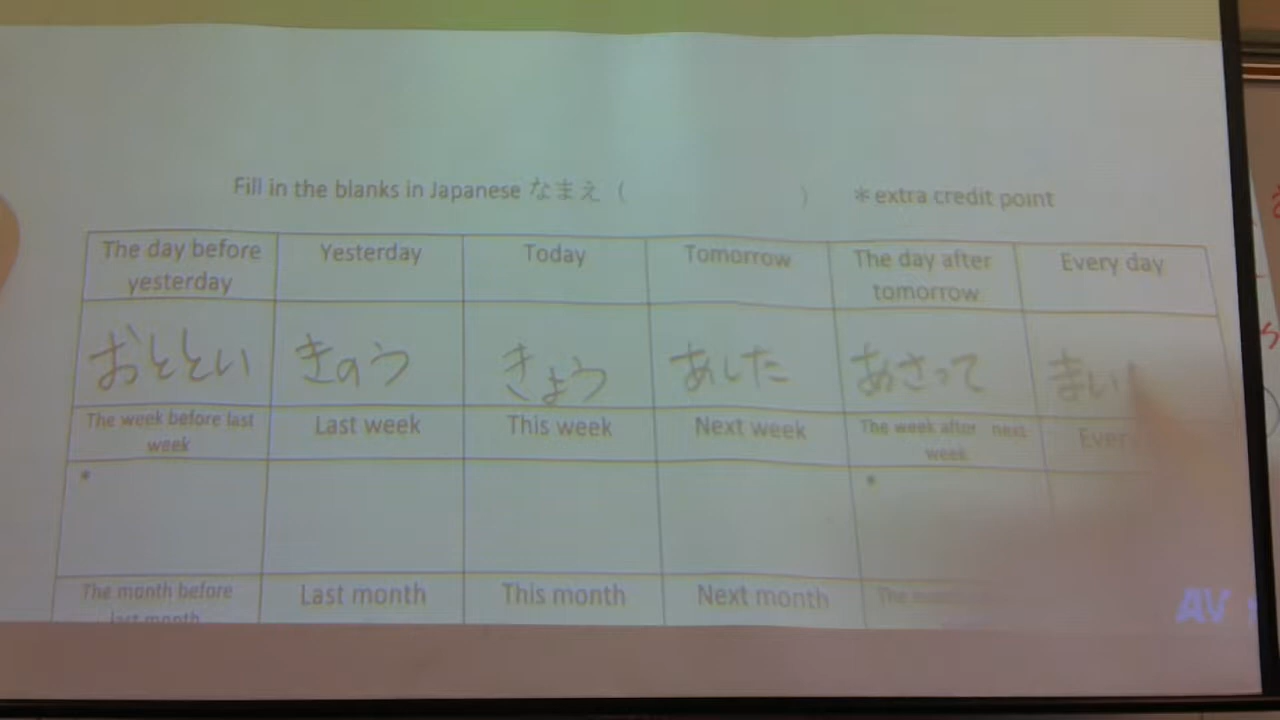 Fill in the blanks in Japanese なまえ ( ) *extra credit point
The day before yesterday Yesterday Today Tomorrow The day after tomorrow Every day
おととい きのう きょう あした あさって まい
The week before last week Last week This week Next week The week after next week
* *
The month before last month Last month This month Next month
AV